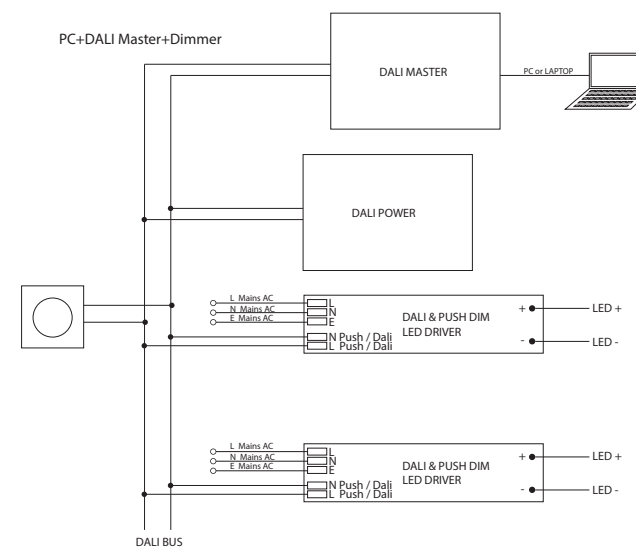 PC+DALI Master+Dimmer
DALI MASTER
PC or LAPTOP
DALI POWER
L Mains AC
N Mains AC
E Mains AC
L
N
E
N Push / Dali
L Push / Dali
DALI & PUSH DIM
LED DRIVER
+
-
LED +
LED -
L Mains AC
N Mains AC
E Mains AC
L
N
E
N Push / Dali
L Push / Dali
DALI & PUSH DIM
LED DRIVER
+
-
LED +
LED -
DALI BUS